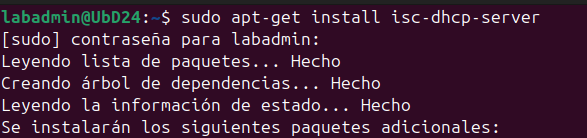 labadmin@UbD24:~$ sudo apt-get install isc-dhcp-server
[sudo] contraseña para labadmin:
Leyendo lista de paquetes... Hecho
Creando árbol de dependencias... Hecho
Leyendo la información de estado... Hecho
Se instalarán los siguientes paquetes adicionales: